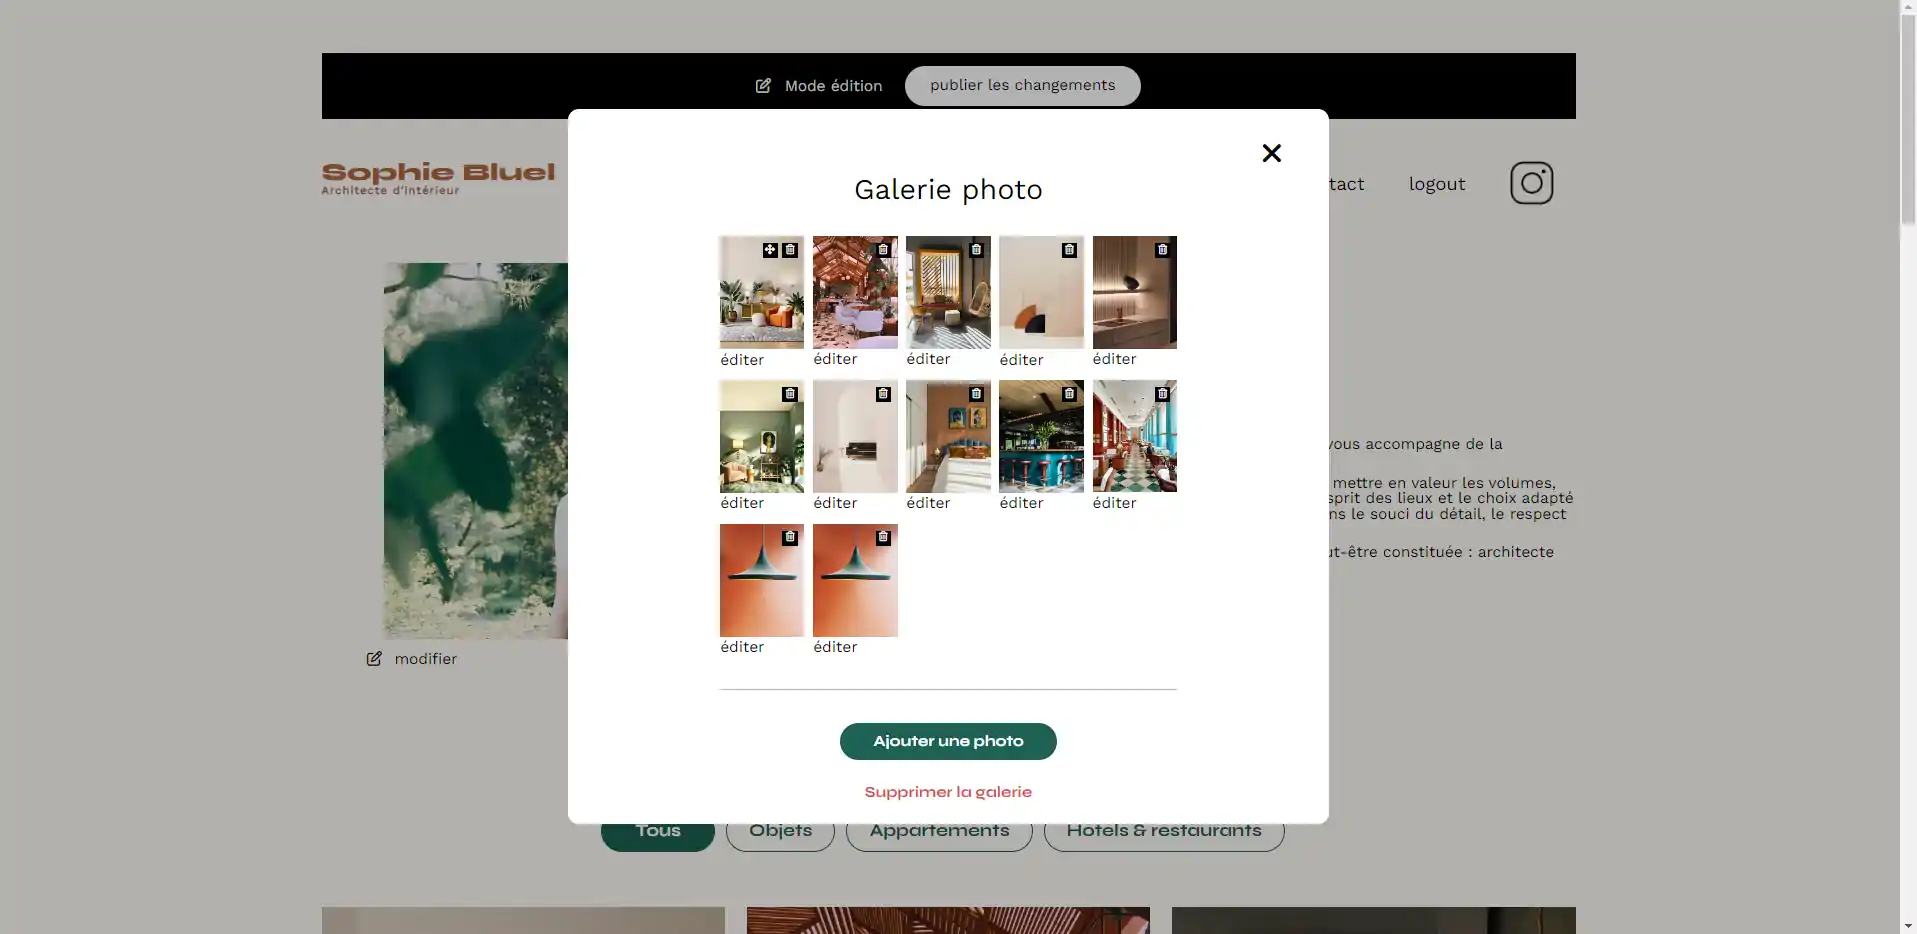 Mode édition
publier les changements
Sophie Bluel
Architecte d'intérieur
tact
logout
Galerie photo
éditer éditer éditer éditer éditer
éditer éditer éditer éditer éditer
éditer éditer
vous accompagne de la
mettre en valeur les volumes,
sprit des lieux et le choix adapté
ns le souci du détail, le respect
ut-être constituée : architecte
modifier
Ajouter une photo
Supprimer la galerie
Tous
Objets
Appartements
Hotels & restaurants